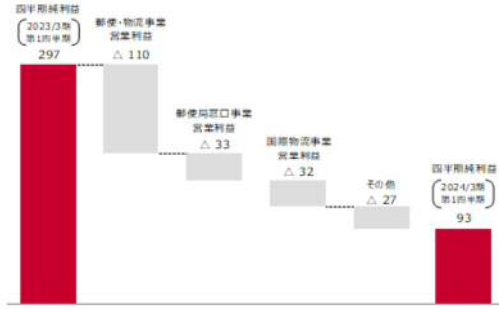 四半期純利益
(2023/3期
第1四半期)
297
郵便・物流事業
営業利益
△ 110
郵便局窓口事業
営業利益
△ 33
国際物流事業
営業利益
△ 32
その他
△ 27
四半期純利益
(2024/3期
第1四半期)
93